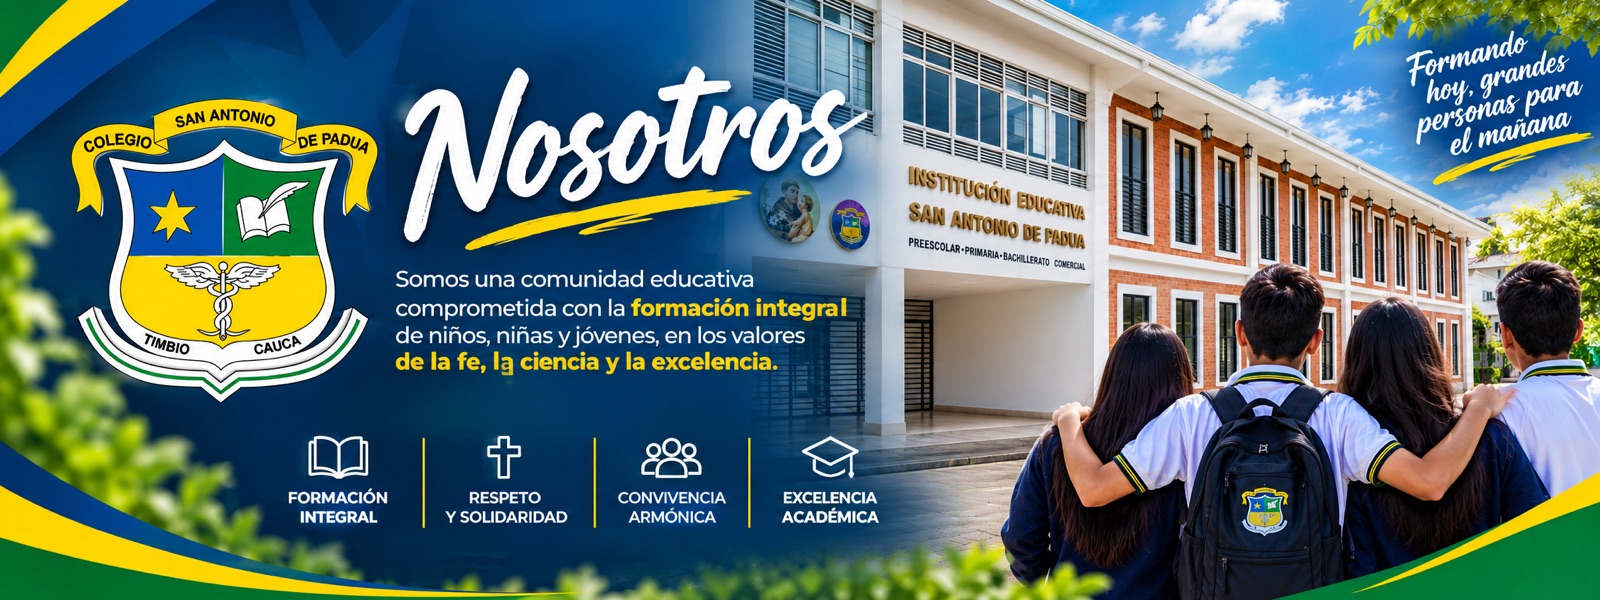 COLEGIO SAN ANTONIO DE PADUA
TIMBIO CAUCA
Nosotros
Somos una comunidad educativa
comprometida con la formación integral
de niños, niñas y jóvenes, en los valores
de la fe, la ciencia y la excelencia.
FORMACIÓN
INTEGRAL
RESPETO
Y SOLIDARIDAD
CONVIVENCIA
ARMÓNICA
EXCELENCIA
ACADÉMICA
INSTITUCIÓN EDUCATIVA
SAN ANTONIO DE PADUA
PREESCOLAR•PRIMARIA•BACHILLERATO COMERCIAL
Formando
hoy, grandes
personas para
el mañana